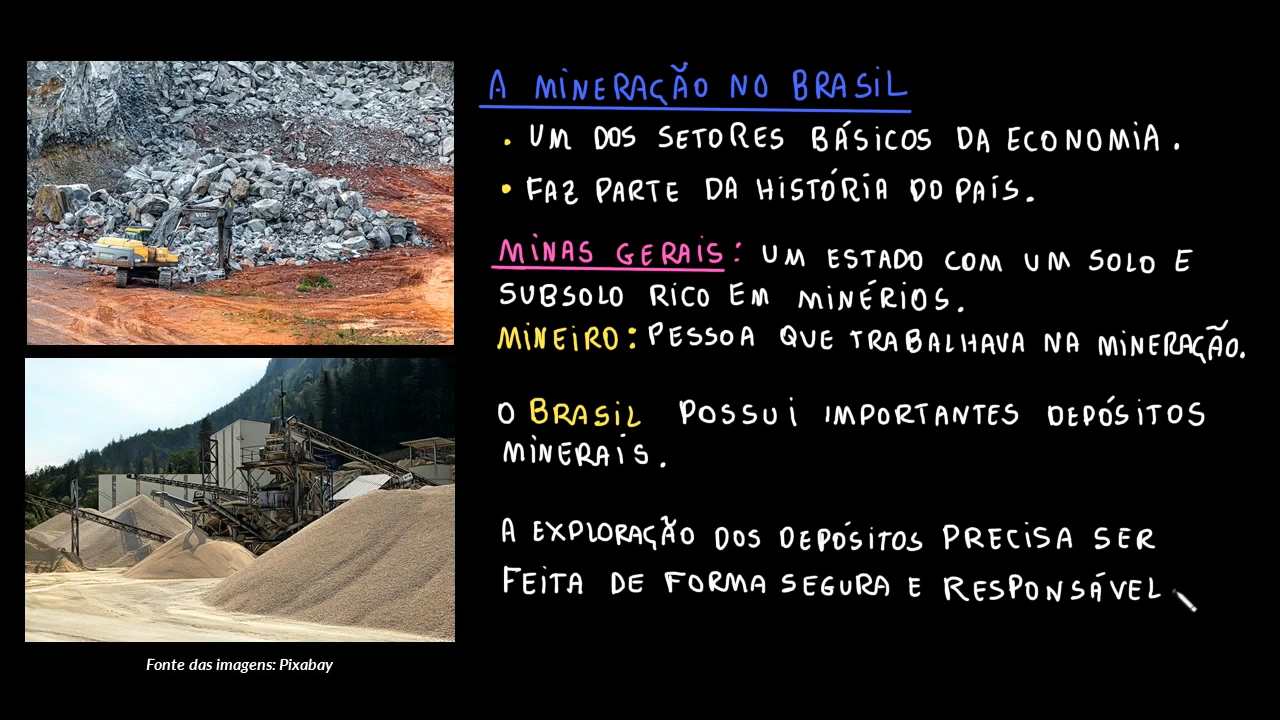 A MINERAÇÃO NO BRASIL
• UM DOS SETORES BÁSICOS DA ECONOMIA.
• FAZ PARTE DA HISTÓRIA DO PAÍS.
MINAS GERAIS: UM ESTADO COM UM SOLO E
SUBSOLO RICO EM MINÉRIOS.
MINEIRO: PESSOA QUE TRABALHAVA NA MINERAÇÃO.
O BRASIL POSSUI IMPORTANTES DEPÓSITOS
MINERAIS.
A EXPLORAÇÃO DOS DEPÓSITOS PRECISA SER
FEITA DE FORMA SEGURA E RESPONSÁVEL
Fonte das imagens: Pixabay